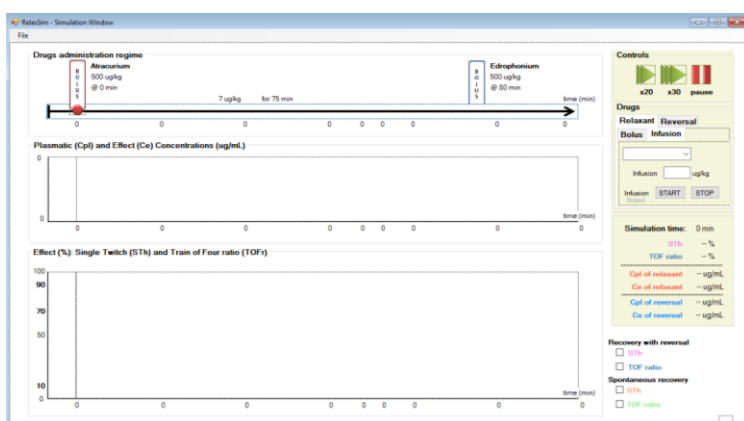 RelaxSim - Simulation Window
File
Drugs administration regime
BOLUS
Atracurium
500 ug/kg
@ 0 min
7 ug/kg for 75 min
BOLUS
Edrophonium
500 ug/kg
@ 80 min
time (min)
0 0 0 0 0 0 0 0 0
Plasmatic (Cpl) and Effect (Ce) Concentrations (ug/mL)
0
0
time (min)
0 0 0 0 0 0 0 0 0
Effect (%): Single Twitch (STh) and Train of Four ratio (TOFr)
100
90
70
50
10
0
time (min)
0 0 0 0 0 0 0 0 0
Controls
x20 x30 pause
Drugs
Relaxant Reversal
Bolus Infusion
Infusion ug/kg
Infusion START STOP
Stoped
Simulation time: 0 min
STh -- %
TOF ratio -- %
Cpl of relaxant -- ug/mL
Ce of relaxant -- ug/mL
Cpl of reversal -- ug/mL
Ce of reversal -- ug/mL
Recovery with reversal
STh
TOF ratio
Spontaneous recovery
STh
TOF ratio